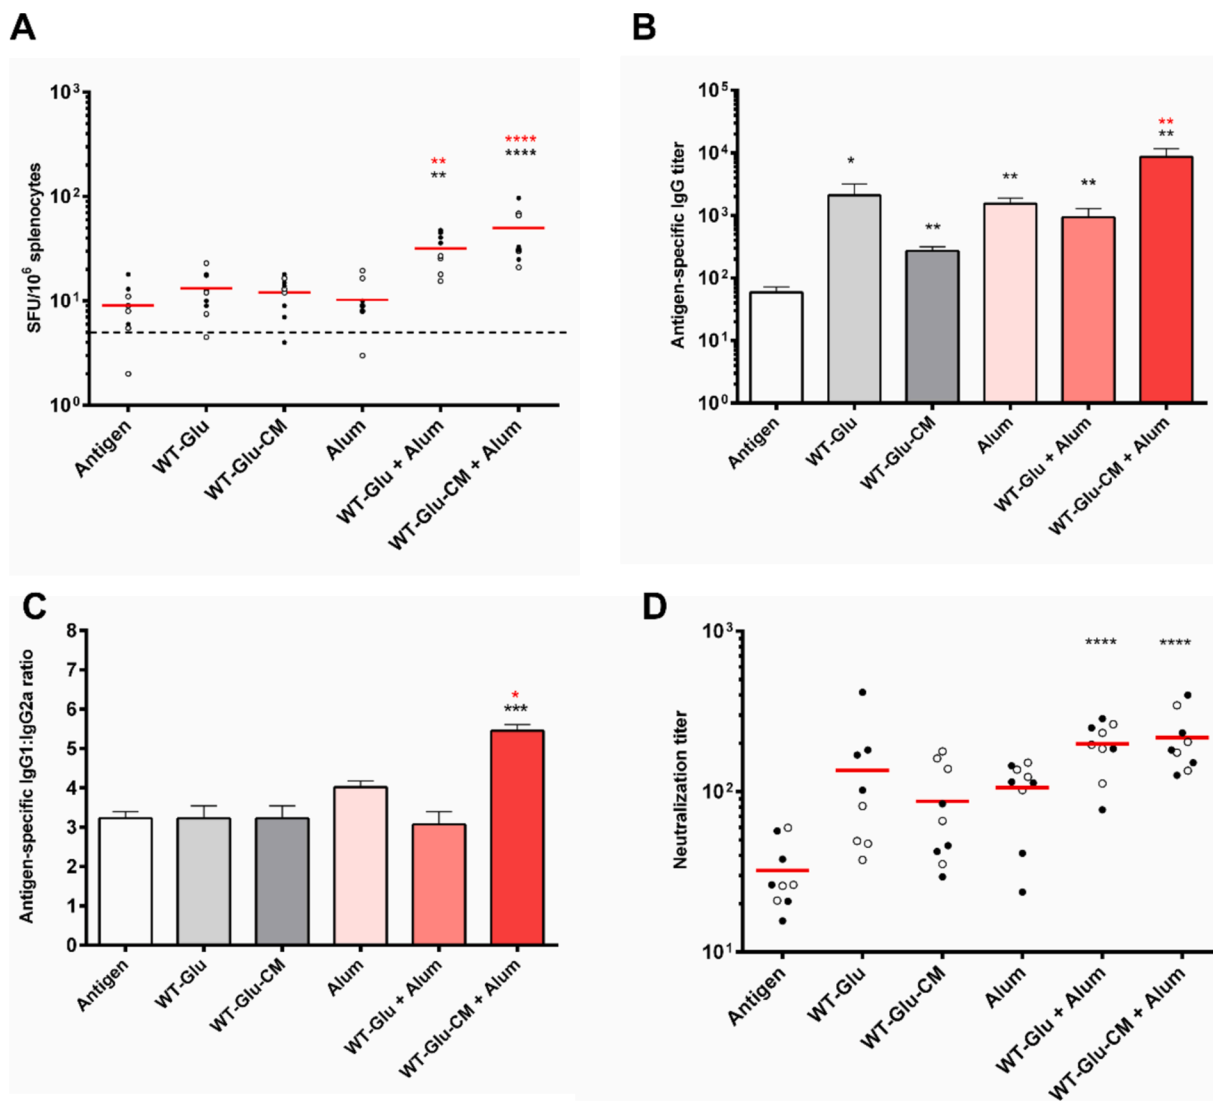 A
SFU/10⁶ splenocytes
10³
10²
10¹
10⁰
**
**
****
****
Antigen
WT-Glu
WT-Glu-CM
Alum
WT-Glu + Alum
WT-Glu-CM + Alum
B
Antigen-specific IgG titer
10⁵
10⁴
10³
10²
10¹
10⁰
*
**
**
**
**
**
Antigen
WT-Glu
WT-Glu-CM
Alum
WT-Glu + Alum
WT-Glu-CM + Alum
C
Antigen-specific IgG1:IgG2a ratio
8
7
6
5
4
3
2
1
0
*
***
Antigen
WT-Glu
WT-Glu-CM
Alum
WT-Glu + Alum
WT-Glu-CM + Alum
D
Neutralization titer
10³
10²
10¹
****
****
Antigen
WT-Glu
WT-Glu-CM
Alum
WT-Glu + Alum
WT-Glu-CM + Alum